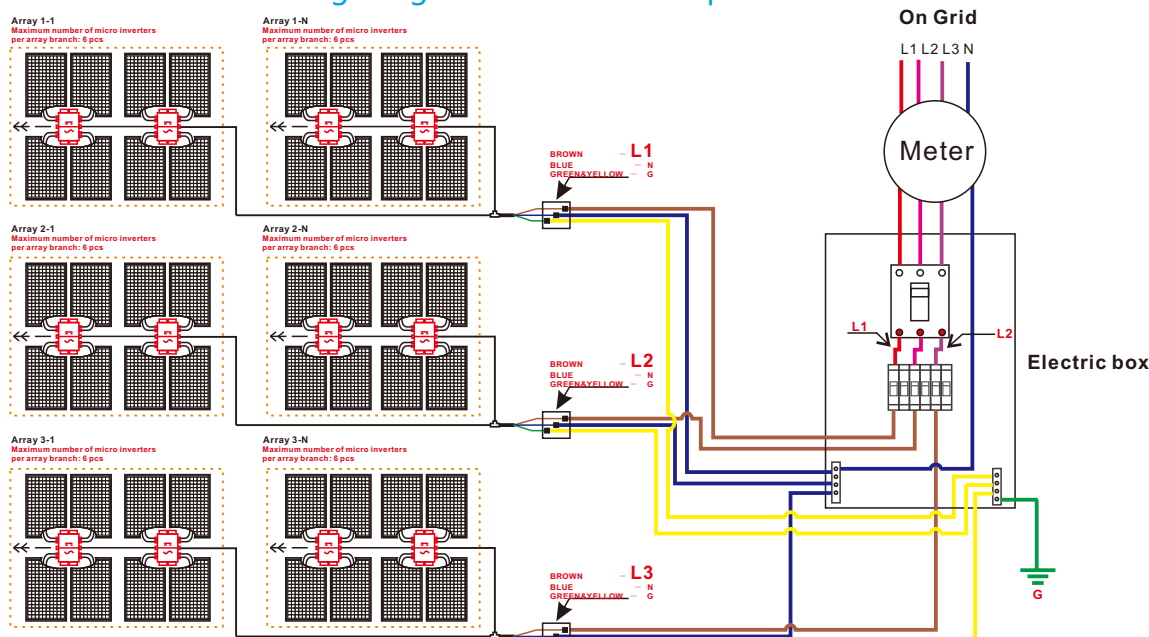 Array 1-1
Maximum number of micro inverters
per array branch: 6 pcs
Array 1-N
Maximum number of micro inverters
per array branch: 6 pcs
On Grid
L1 L2 L3 N
Meter
BROWN – L1
BLUE – N
GREEN&YELLOW – G
Array 2-1
Maximum number of micro inverters
per array branch: 6 pcs
Array 2-N
Maximum number of micro inverters
per array branch: 6 pcs
L1
L2
Electric box
BROWN – L2
BLUE – N
GREEN&YELLOW – G
Array 3-1
Maximum number of micro inverters
per array branch: 6 pcs
Array 3-N
Maximum number of micro inverters
per array branch: 6 pcs
BROWN – L3
BLUE – N
GREEN&YELLOW – G
G